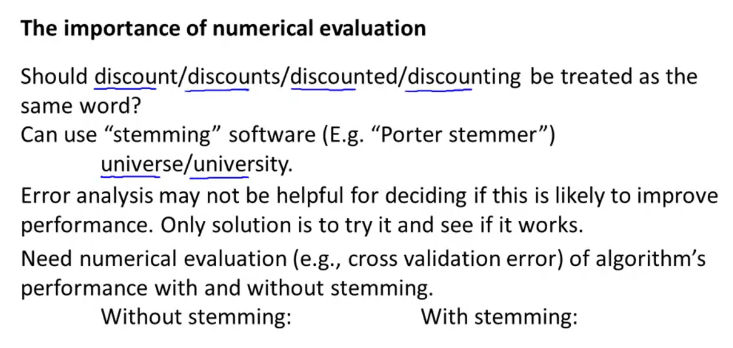 The importance of numerical evaluation
Should discount/discounts/discounted/discounting be treated as the
same word?
Can use “stemming” software (E.g. “Porter stemmer”)
universe/university.
Error analysis may not be helpful for deciding if this is likely to improve
performance. Only solution is to try it and see if it works.
Need numerical evaluation (e.g., cross validation error) of algorithm’s
performance with and without stemming.
Without stemming: With stemming: